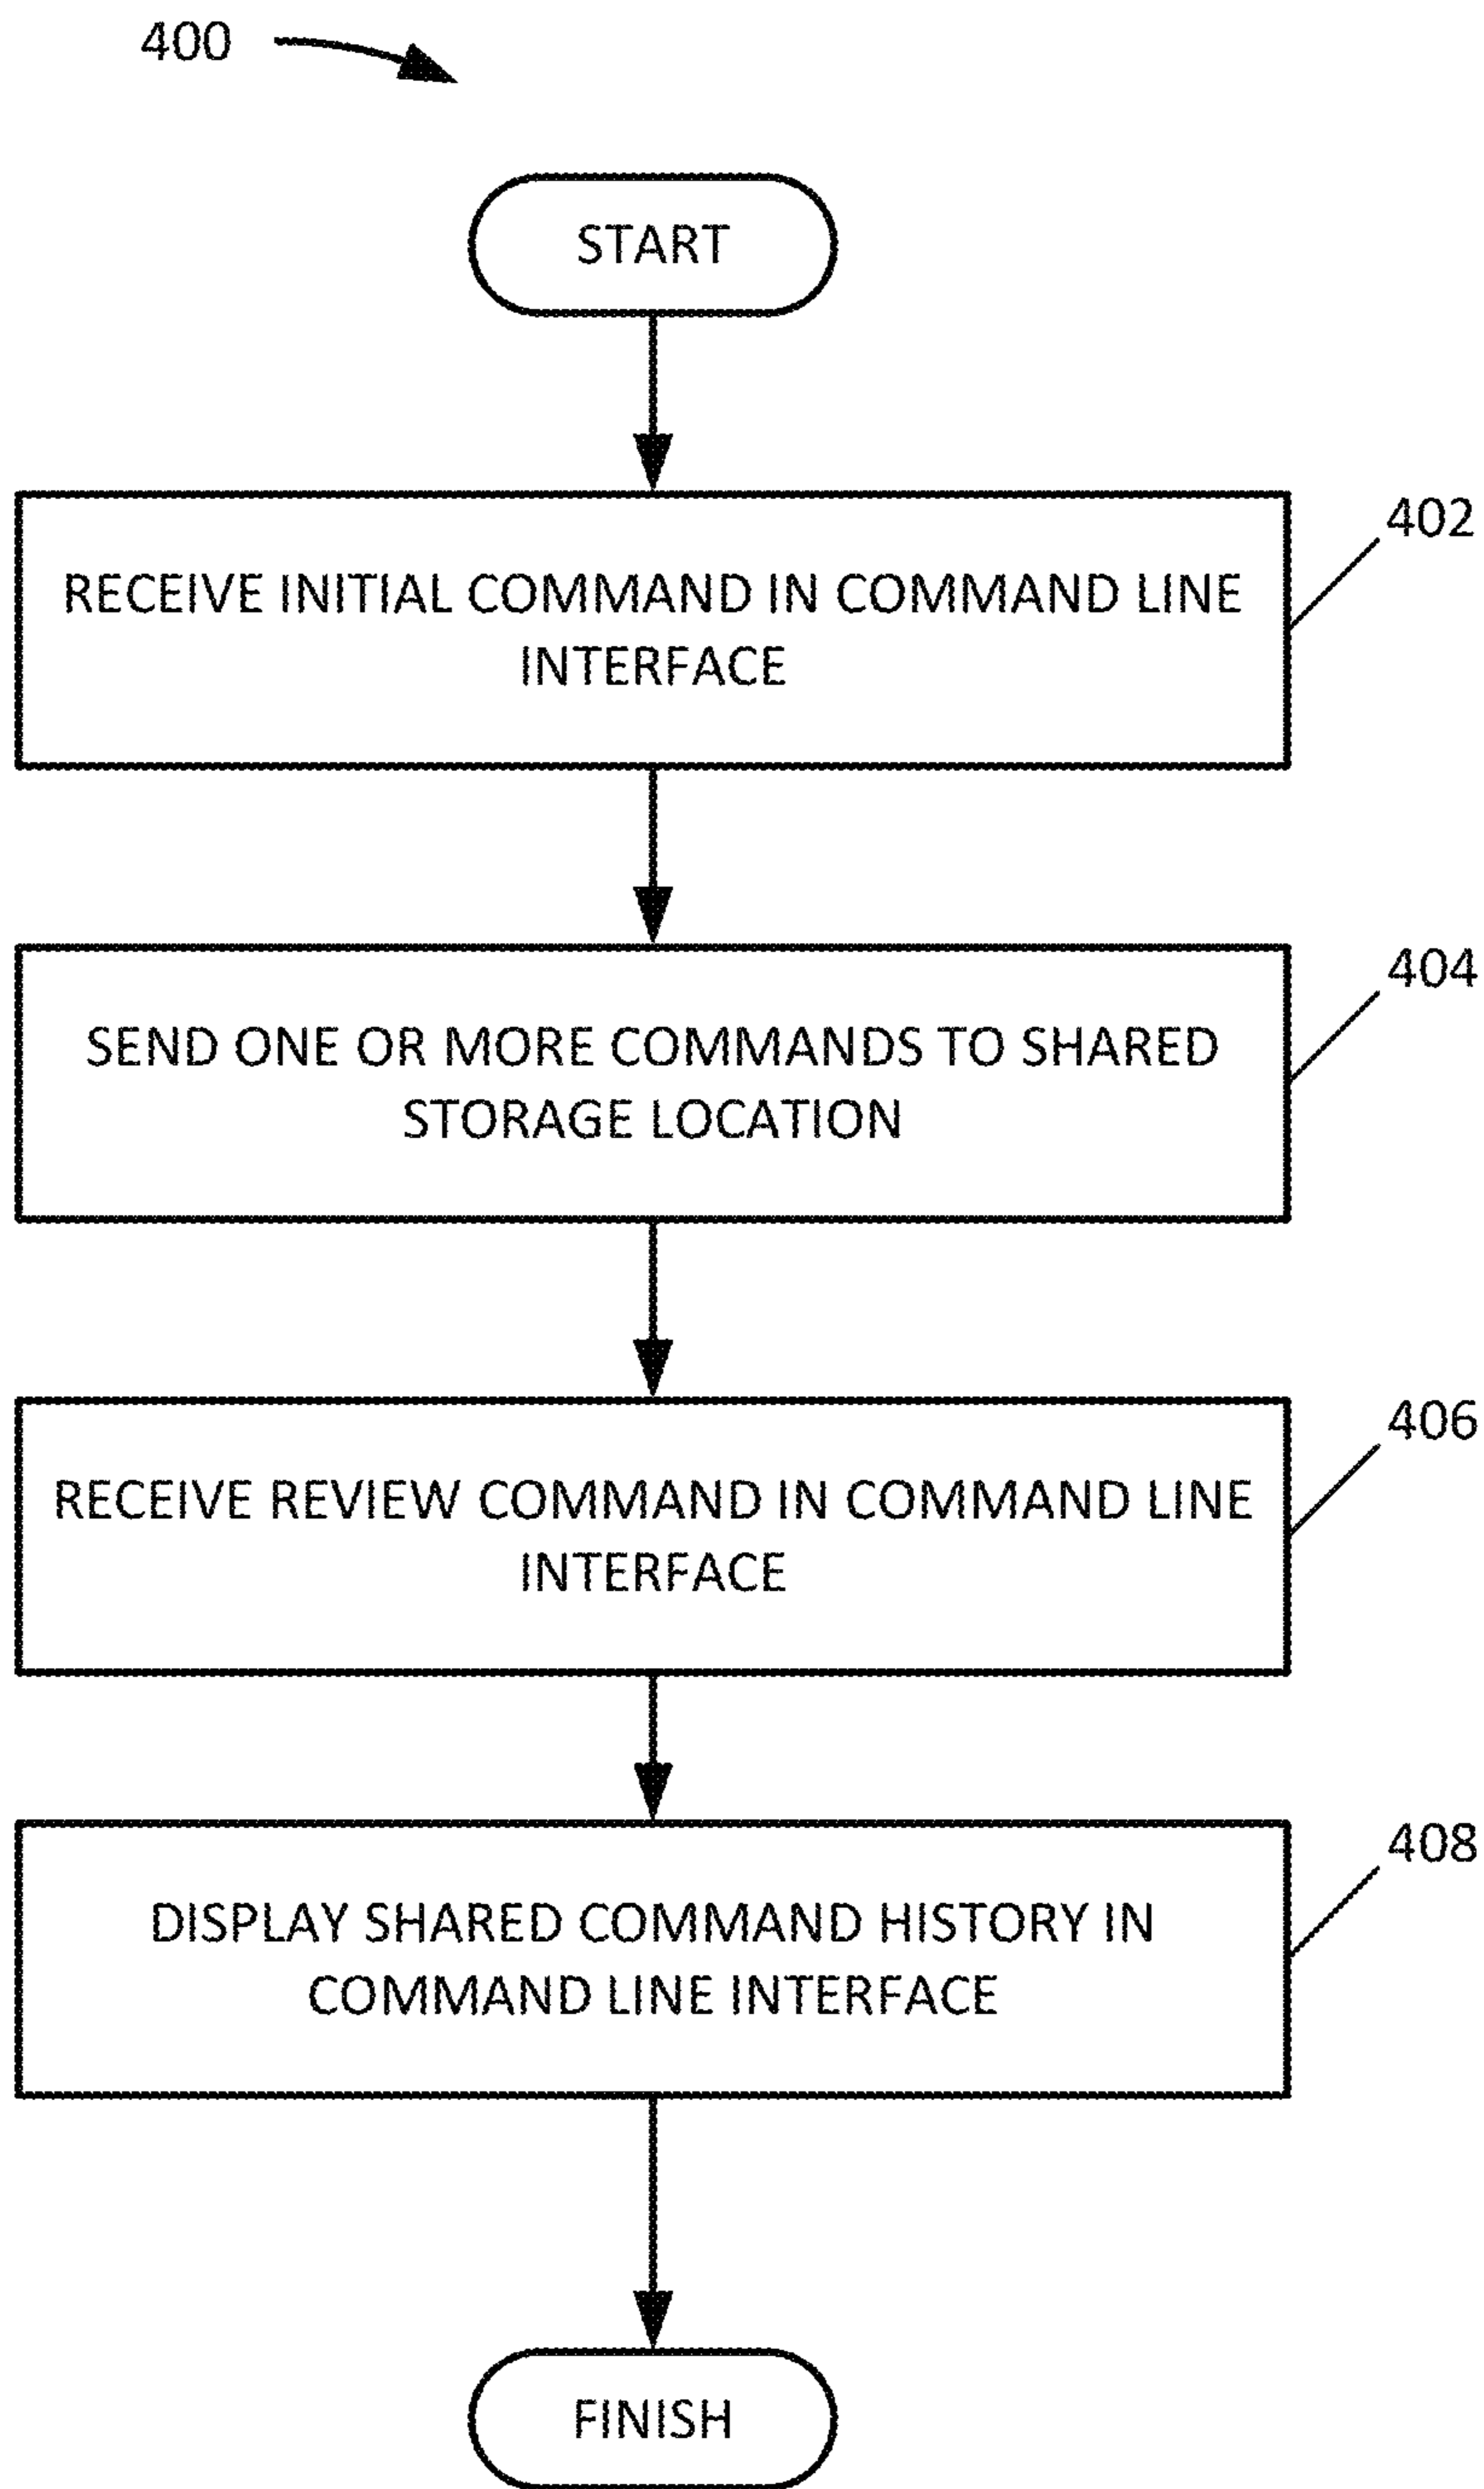 400
START
RECEIVE INITIAL COMMAND IN COMMAND LINE
INTERFACE
402
SEND ONE OR MORE COMMANDS TO SHARED
STORAGE LOCATION
404
RECEIVE REVIEW COMMAND IN COMMAND LINE
INTERFACE
406
DISPLAY SHARED COMMAND HISTORY IN
COMMAND LINE INTERFACE
408
FINISH